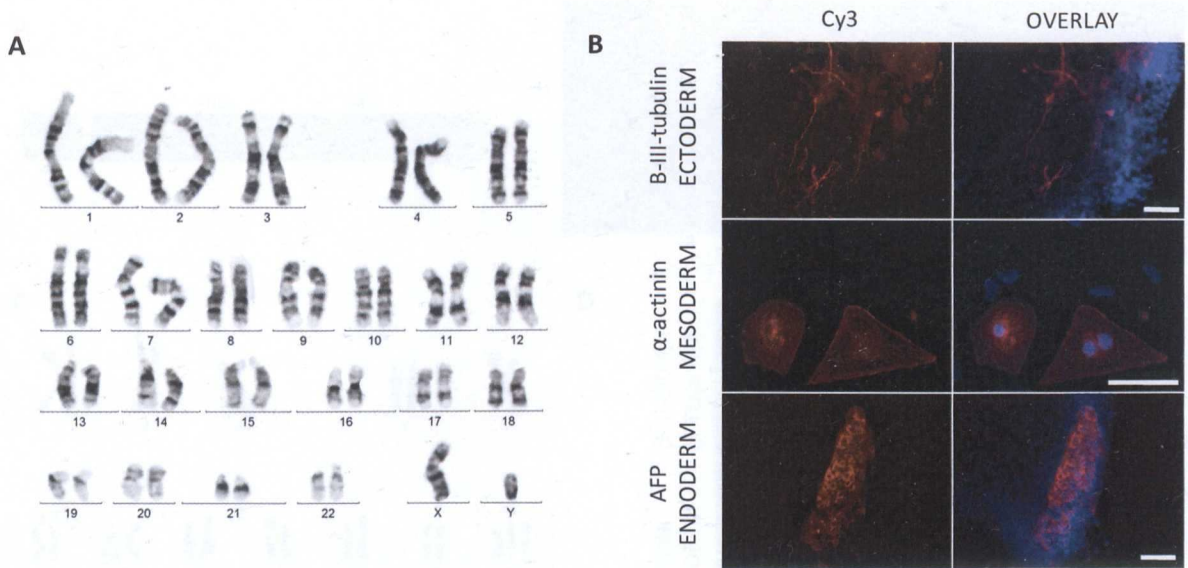 A
1 2 3 4 5
6 7 8 9 10 11 12
13 14 15 16 17 18
19 20 21 22 X Y
B
Cy3 OVERLAY
B-III-tubulin
ECTODERM
α-actinin
MESODERM
AFP
ENDODERM